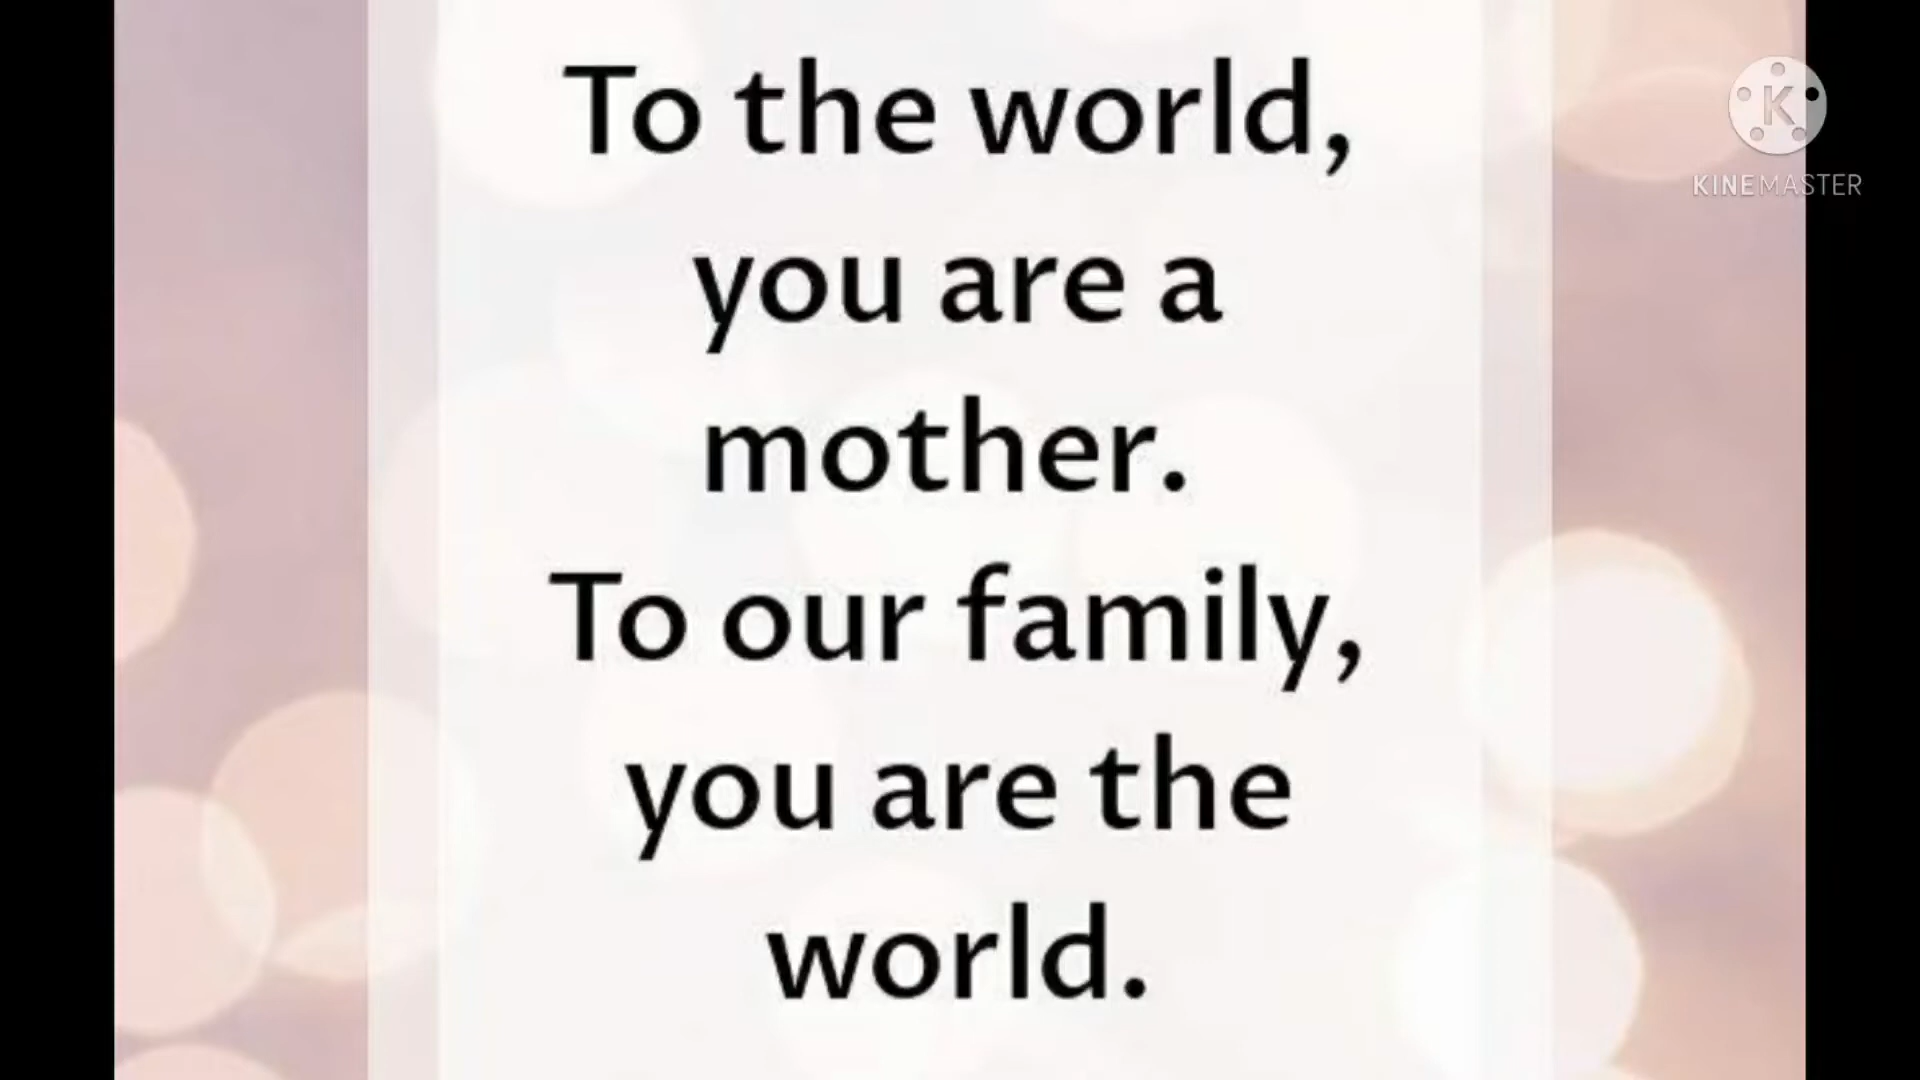 To the world,
you are a
mother.
To our family,
you are the
world.
K
KINEMASTER